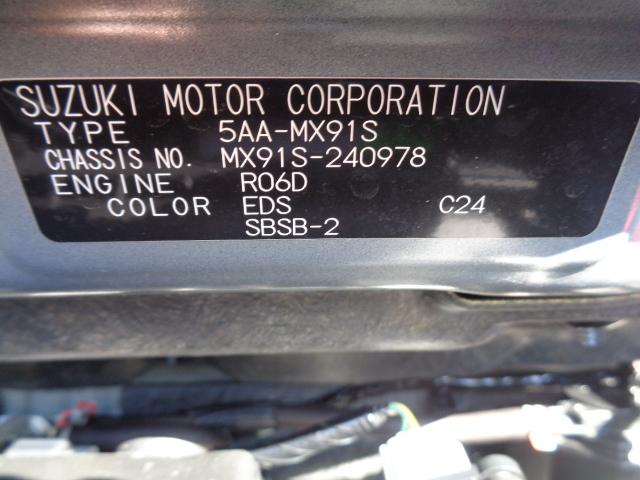 SUZUKI MOTOR CORPORATION
TYPE 5AA-MX91S
CHASSIS NO. MX91S-240978
ENGINE R06D
COLOR EDS C24
SBSB-2